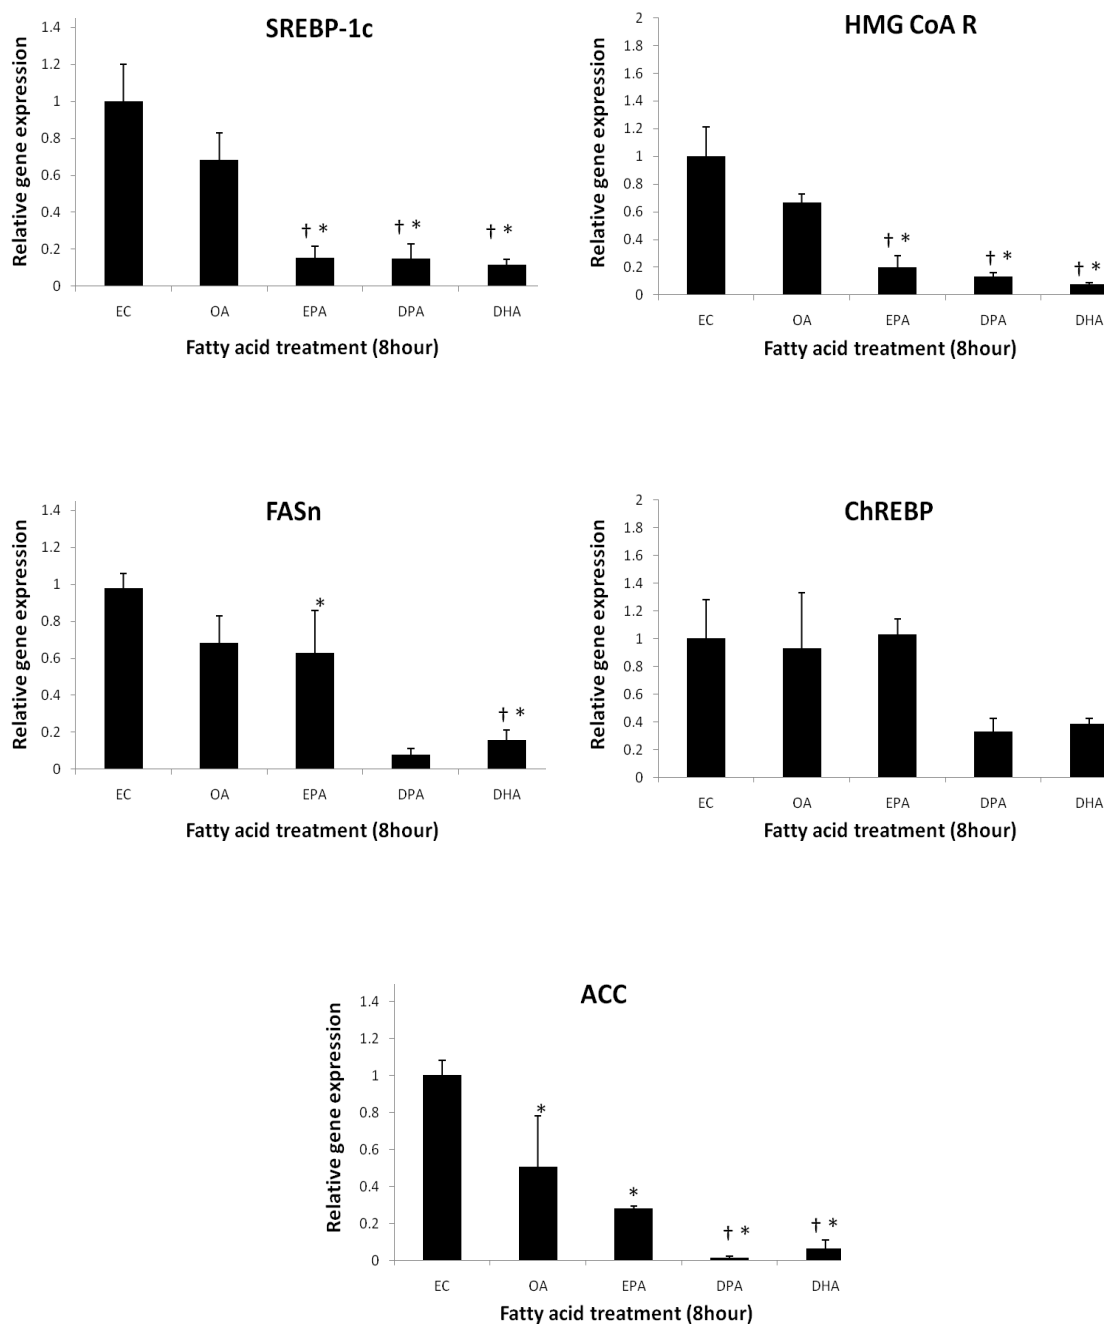 SREBP-1c
Relative gene expression
1.4
1.2
1
0.8
0.6
0.4
0.2
0
† *
† *
† *
EC OA EPA DPA DHA
Fatty acid treatment (8hour)
HMG CoA R
Relative gene expression
2
1.8
1.6
1.4
1.2
1
0.8
0.6
0.4
0.2
0
† *
† *
† *
EC OA EPA DPA DHA
Fatty acid treatment (8hour)
FASn
Relative gene expression
1.4
1.2
1
0.8
0.6
0.4
0.2
0
*
† *
EC OA EPA DPA DHA
Fatty acid treatment (8hour)
ChREBP
Relative gene expression
2
1.8
1.6
1.4
1.2
1
0.8
0.6
0.4
0.2
0
EC OA EPA DPA DHA
Fatty acid treatment (8hour)
ACC
Relative gene expression
1.4
1.2
1
0.8
0.6
0.4
0.2
0
*
*
† *
† *
EC OA EPA DPA DHA
Fatty acid treatment (8hour)